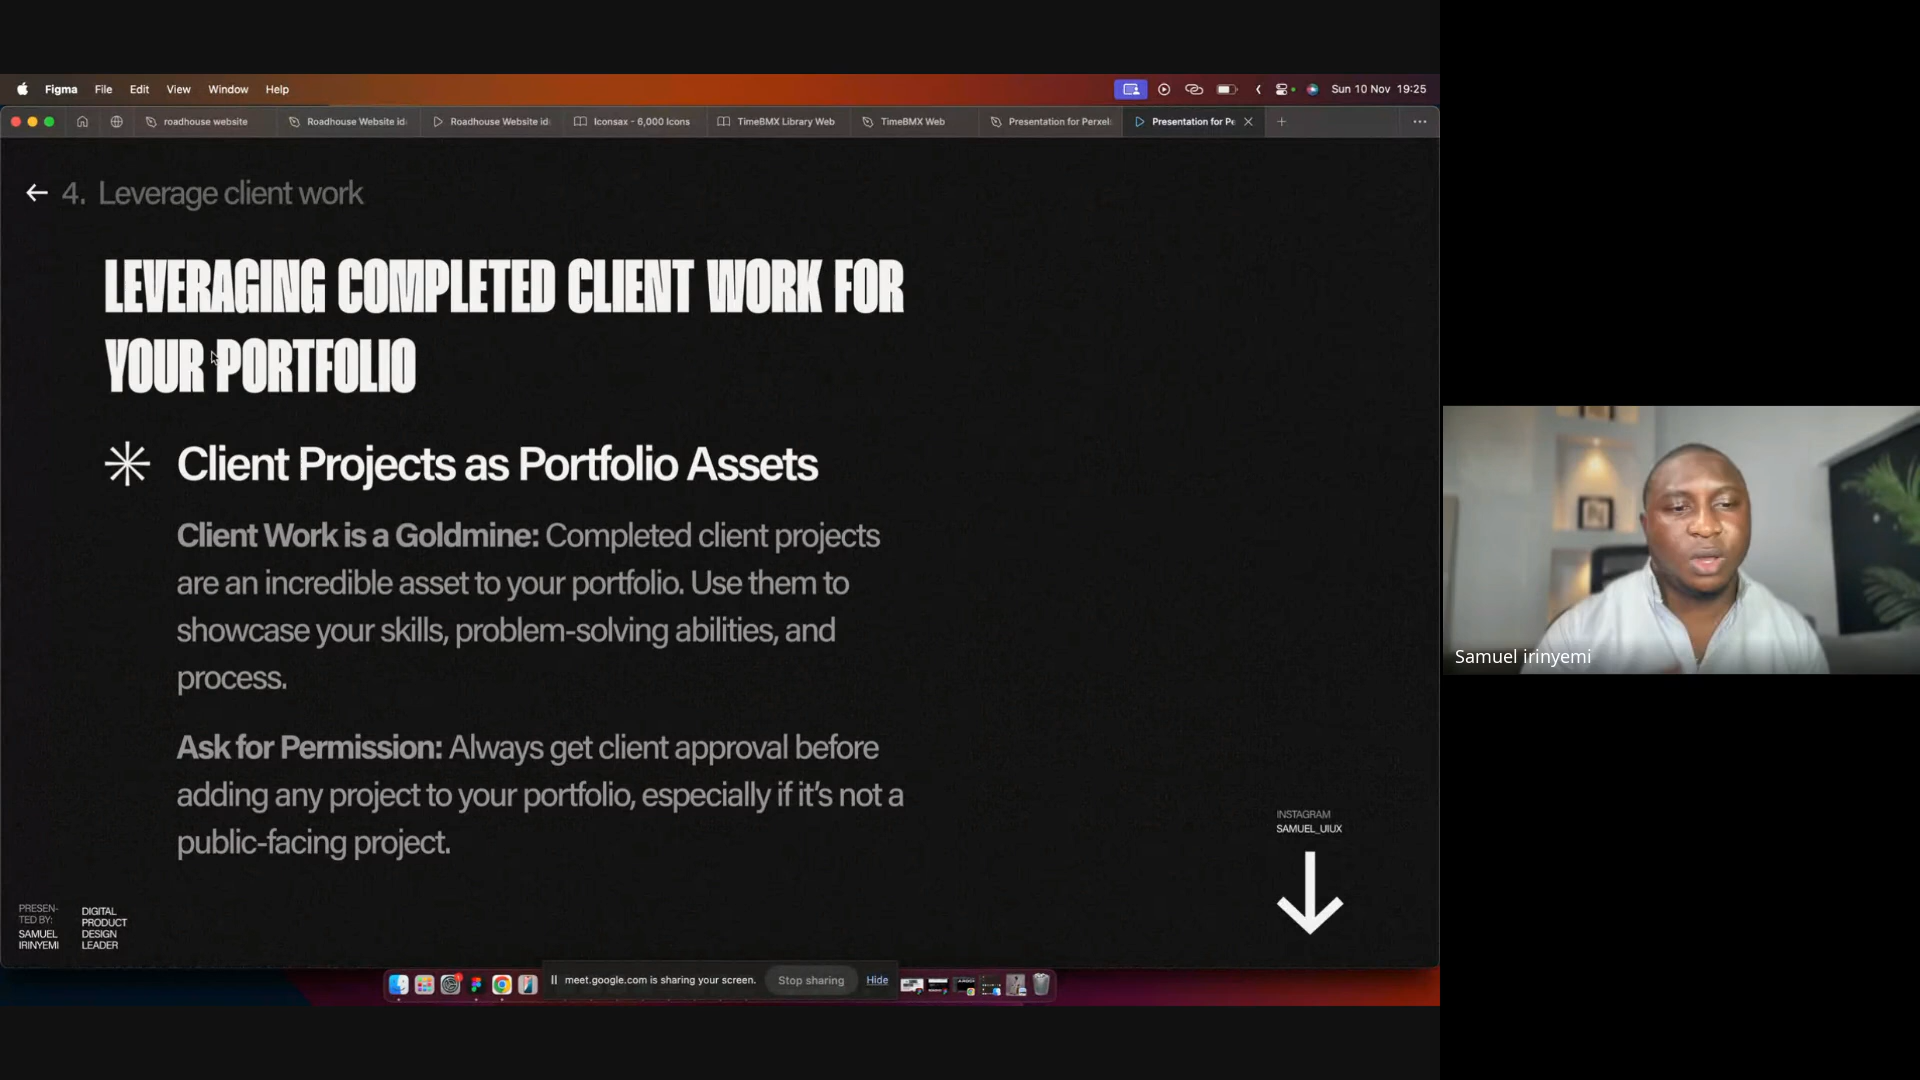 Figma File Edit View Window Help
Sun 10 Nov 19:25
roadhouse website
Roadhouse Website id
Roadhouse Website id
Iconsax - 6,000 Icons
TimeBMX Library Web
TimeBMX Web
Presentation for Perxel
Presentation for Pe
4. Leverage client work
LEVERAGING COMPLETED CLIENT WORK FOR
YOUR PORTFOLIO
Client Projects as Portfolio Assets
Client Work is a Goldmine: Completed client projects
are an incredible asset to your portfolio. Use them to
showcase your skills, problem-solving abilities, and
process.
Ask for Permission: Always get client approval before
adding any project to your portfolio, especially if it’s not a
public-facing project.
INSTAGRAM
SAMUEL_UIUX
PRESEN-
TED BY:
SAMUEL
IRINYEMI
DIGITAL
PRODUCT
DESIGN
LEADER
meet.google.com is sharing your screen.
Stop sharing
Hide
Samuel irinyemi